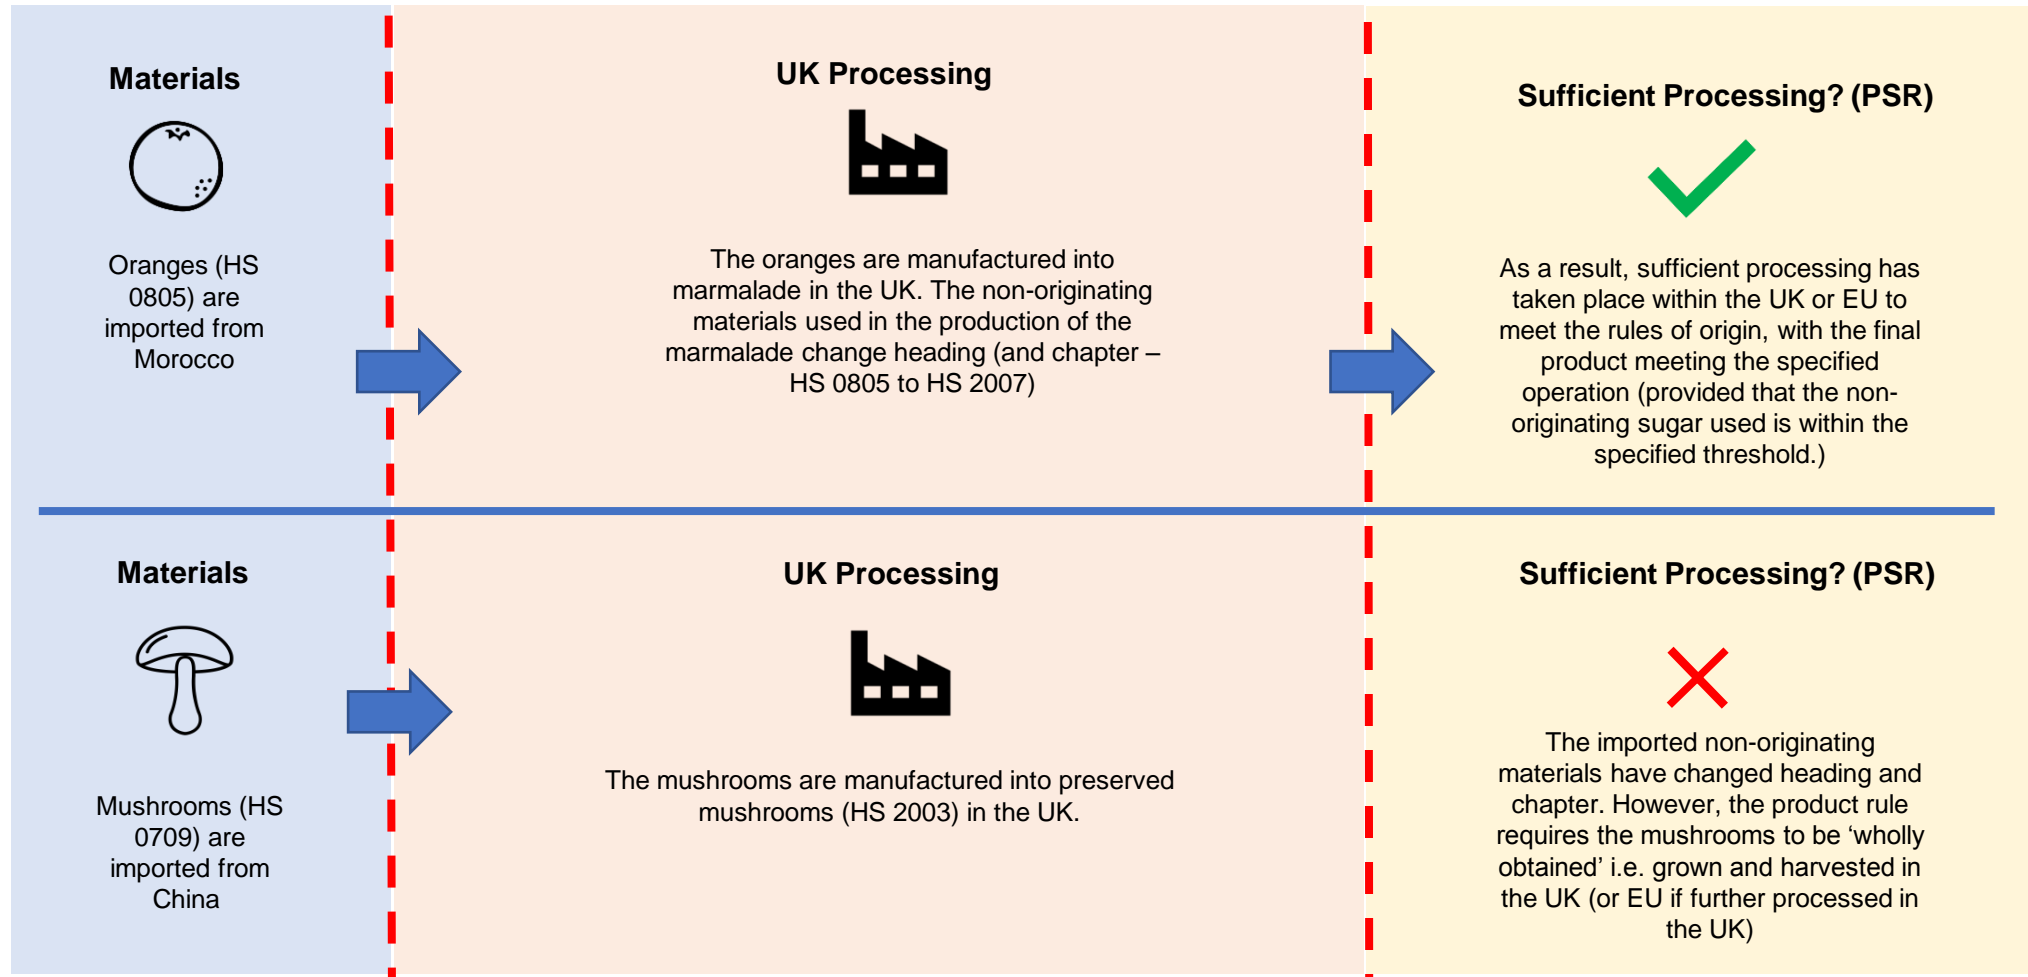 Materials
Oranges (HS
0805) are
imported from
Morocco
UK Processing
The oranges are manufactured into
marmalade in the UK. The non-originating
materials used in the production of the
marmalade change heading (and chapter –
HS 0805 to HS 2007)
Sufficient Processing? (PSR)
As a result, sufficient processing has
taken place within the UK or EU to
meet the rules of origin, with the final
product meeting the specified
operation (provided that the non-
originating sugar used is within the
specified threshold.)
Materials
Mushrooms (HS
0709) are
imported from
China
UK Processing
The mushrooms are manufactured into preserved
mushrooms (HS 2003) in the UK.
Sufficient Processing? (PSR)
The imported non-originating
materials have changed heading and
chapter. However, the product rule
requires the mushrooms to be ‘wholly
obtained’ i.e. grown and harvested in
the UK (or EU if further processed in
the UK)